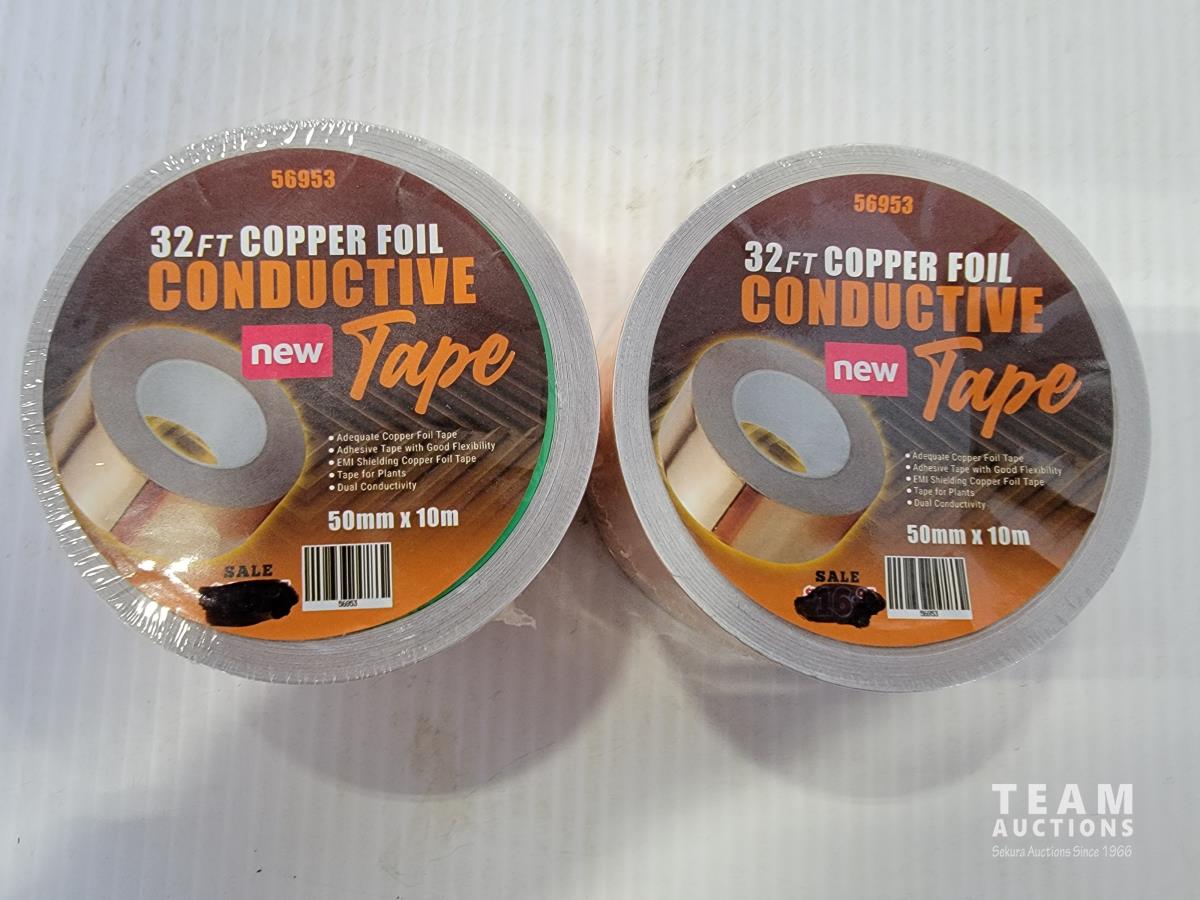 56953
32FT COPPER FOIL
CONDUCTIVE
new Tape
• Adequate Copper Foil Tape
• Adhesive Tape with Good Flexibility
• EMI Shielding Copper Foil Tape
• Tape for Plants
• Dual Conductivity
50mm x 10m
SALE
56953
56953
32FT COPPER FOIL
CONDUCTIVE
new Tape
• Adequate Copper Foil Tape
• Adhesive Tape with Good Flexibility
• EMI Shielding Copper Foil Tape
• Tape for Plants
• Dual Conductivity
50mm x 10m
SALE
56953
TEAM
AUCTIONS
Sekura Auctions Since 1966